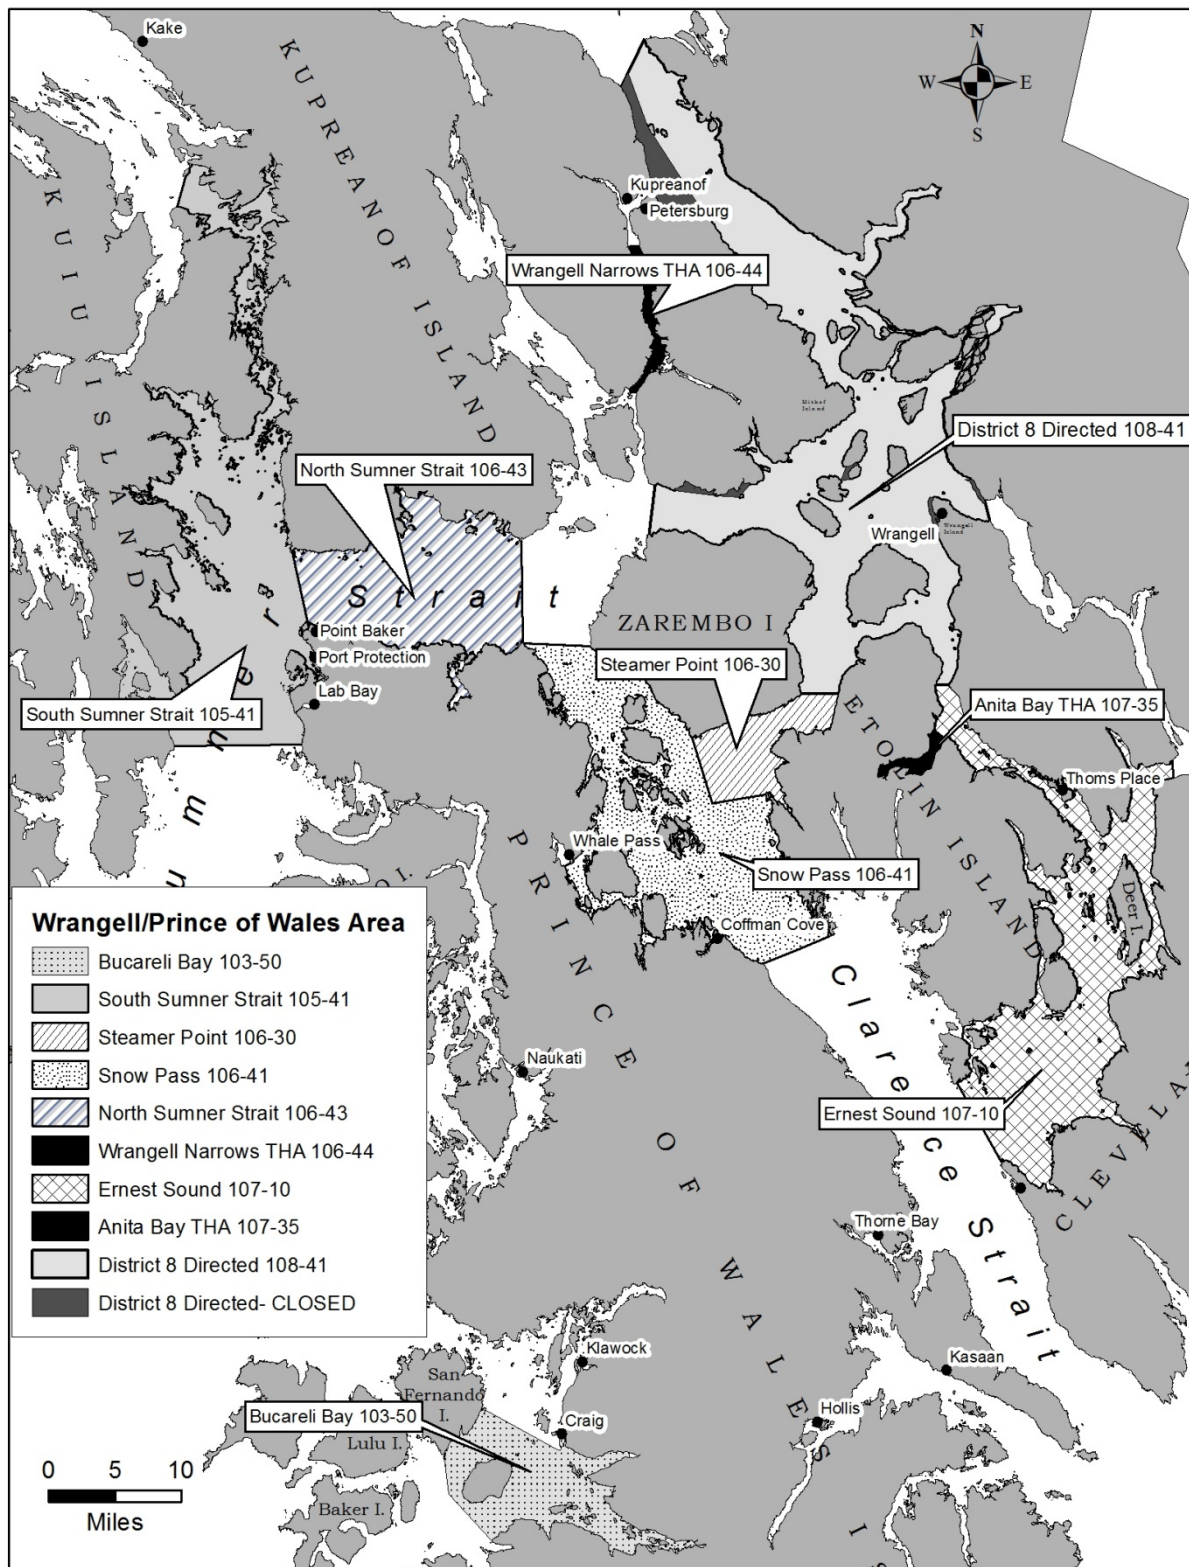 Kake
N
W
E
S
KUPREANOF ISLAND
KUIU ISLAND
Kupreanof
Petersburg
Wrangell Narrows THA 106-44
Mitkof
Island
District 8 Directed 108-41
North Sumner Strait 106-43
Wrangell
Wrangell
Island
Sumner Strait
Point Baker
Port Protection
Lab Bay
South Sumner Strait 105-41
ZAREMBO I
Steamer Point 106-30
ETOLIN ISLAND
Anita Bay THA 107-35
Thoms Place
Deer I.
Whale Pass
Snow Pass 106-41
Coffman Cove
PRINCE OF WALES I
O I.
Clarence Strait
Naukati
Ernest Sound 107-10
CLEVELAN
Thorne Bay
Kasaan
Hollis
Klawock
Craig
San
Fernando
I.
Bucareli Bay 103-50
Lulu I.
Baker I.
Wrangell/Prince of Wales Area
Bucareli Bay 103-50
South Sumner Strait 105-41
Steamer Point 106-30
Snow Pass 106-41
North Sumner Strait 106-43
Wrangell Narrows THA 106-44
Ernest Sound 107-10
Anita Bay THA 107-35
District 8 Directed 108-41
District 8 Directed- CLOSED
0 5 10
Miles